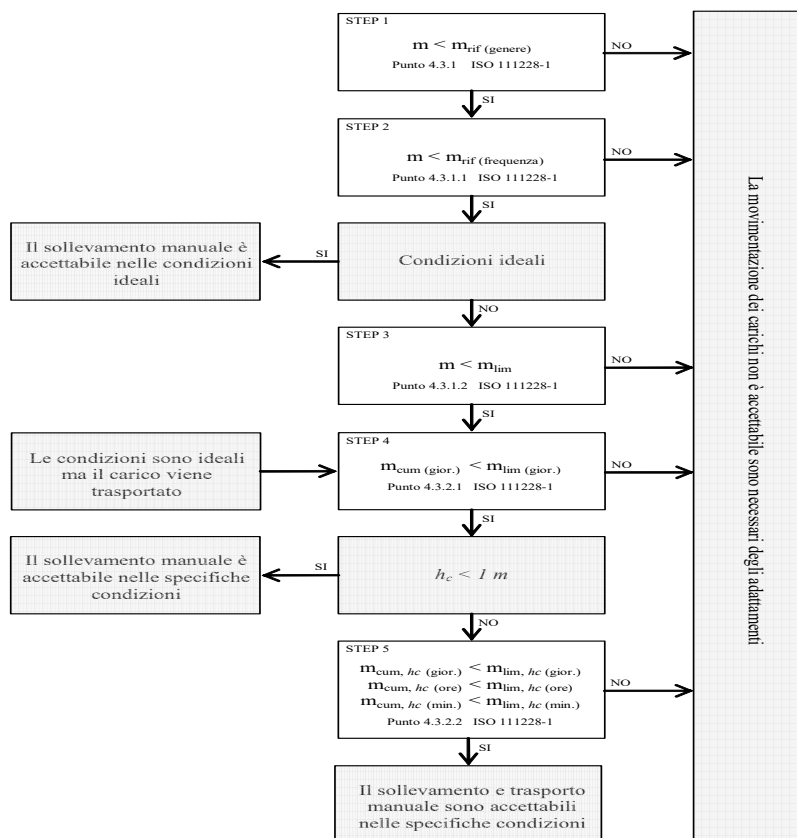 STEP 1
m < mrif (genere)
Punto 4.3.1 ISO 111228-1
NO
SI
STEP 2
m < mrif (frequenza)
Punto 4.3.1.1 ISO 111228-1
NO
SI
Il sollevamento manuale è
accettabile nelle condizioni
ideali
SI
Condizioni ideali
NO
STEP 3
m < mlim
Punto 4.3.1.2 ISO 111228-1
NO
SI
Le condizioni sono ideali
ma il carico viene
trasportato
STEP 4
mcum (gior.) < mlim (gior.)
Punto 4.3.2.1 ISO 111228-1
NO
SI
Il sollevamento manuale è
accettabile nelle specifiche
condizioni
SI
hc < 1 m
NO
STEP 5
mcum, hc (gior.) < mlim, hc (gior.)
mcum, hc (ore) < mlim, hc (ore)
mcum, hc (min.) < mlim, hc (min.)
Punto 4.3.2.2 ISO 111228-1
NO
SI
Il sollevamento e trasporto
manuale sono accettabili
nelle specifiche condizioni
La movimentazione dei carichi non è accettabile sono necessari degli adattamenti